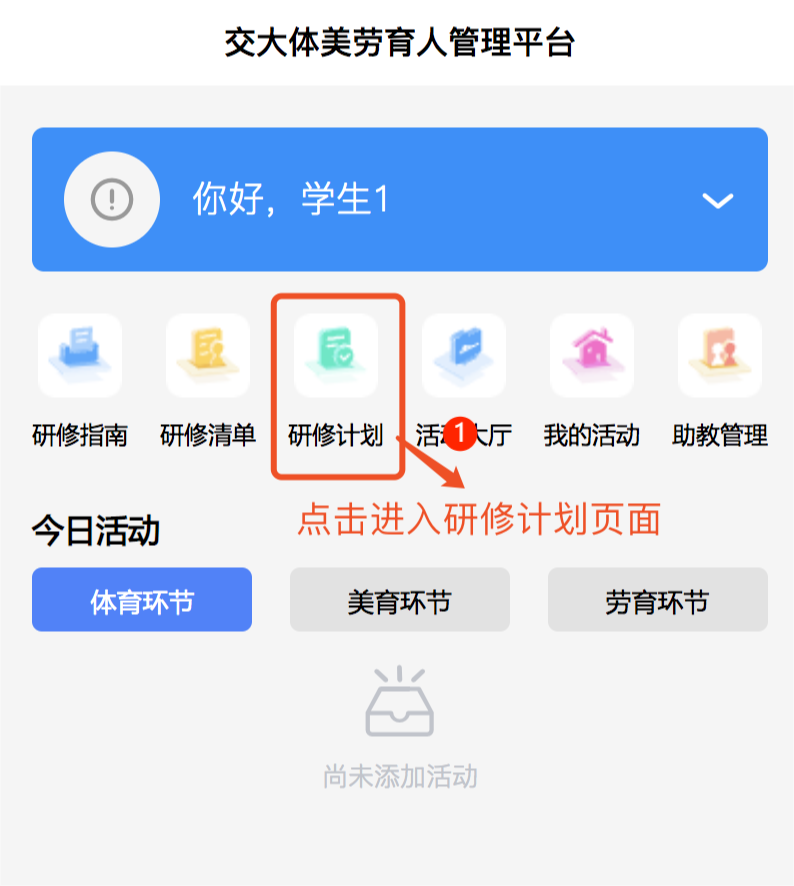 交大体美劳育人管理平台
你好，学生1
研修指南 研修清单 研修计划 活动大厅 我的活动 助教管理
1
点击进入研修计划页面
今日活动
体育环节 美育环节 劳育环节
尚未添加活动